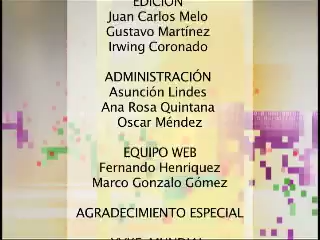 EDICIÓN
Juan Carlos Melo
Gustavo Martínez
Irwing Coronado
ADMINISTRACIÓN
Asunción Lindes
Ana Rosa Quintana
Oscar Méndez
EQUIPO WEB
Fernando Henriquez
Marco Gonzalo Gómez
AGRADECIMIENTO ESPECIAL